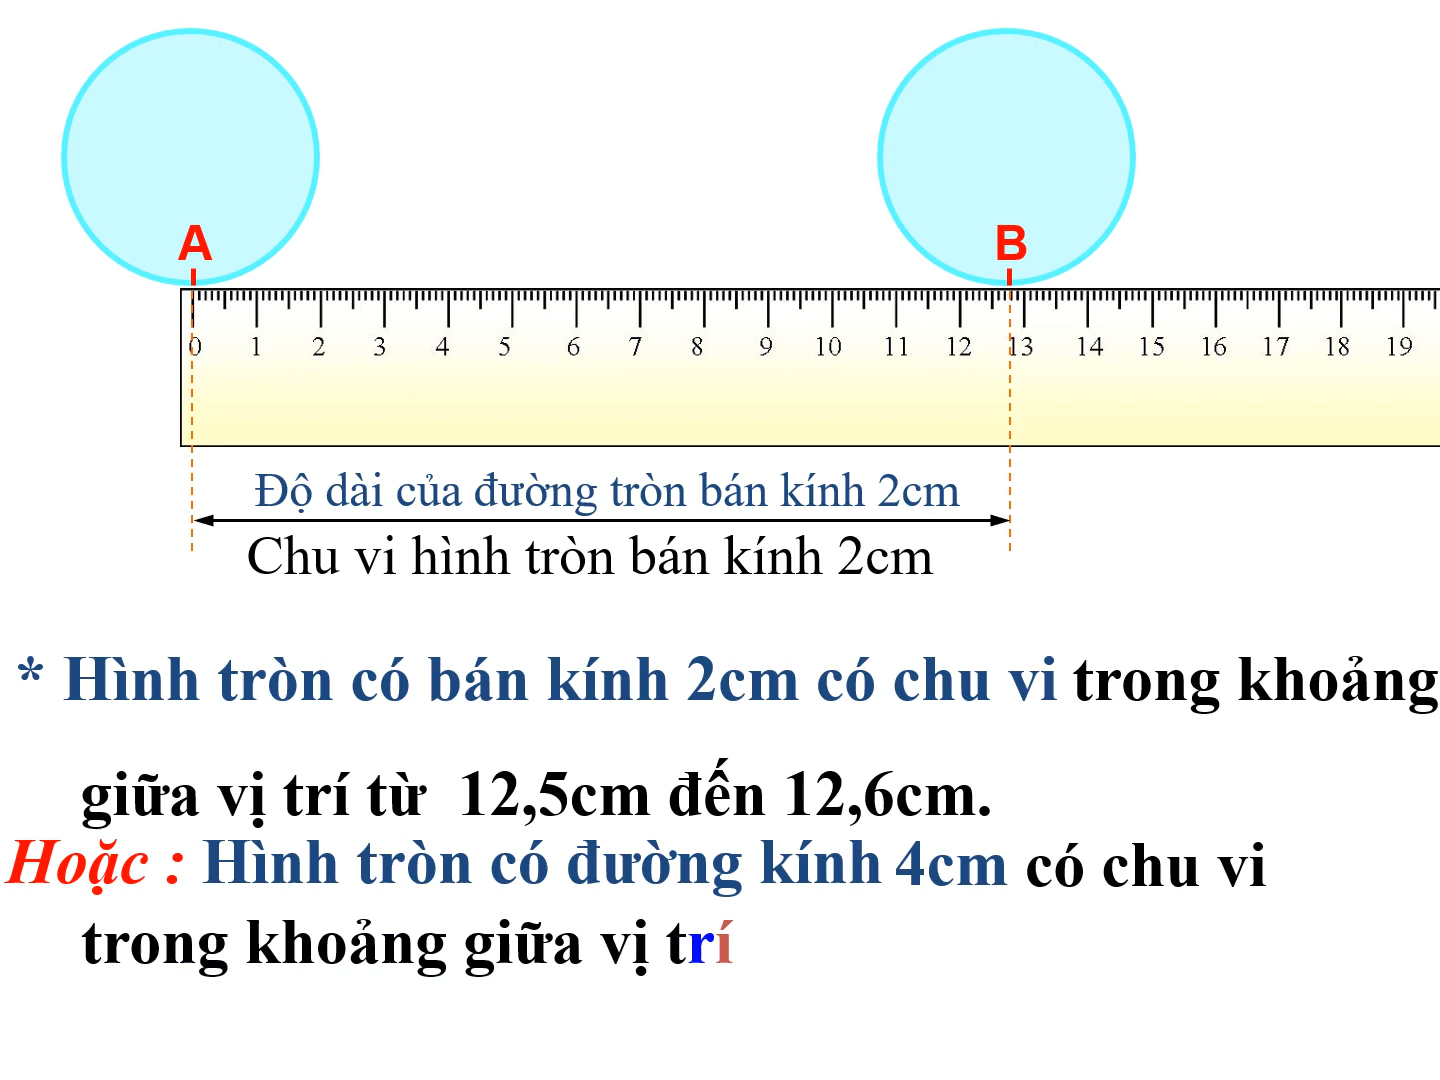 A B
0 1 2 3 4 5 6 7 8 9 10 11 12 13 14 15 16 17 18 19
Độ dài của đường tròn bán kính 2cm
Chu vi hình tròn bán kính 2cm
* Hình tròn có bán kính 2cm có chu vi trong khoảng
giữa vị trí từ 12,5cm đến 12,6cm.
Hoặc : Hình tròn có đường kính 4cm có chu vi
trong khoảng giữa vị trí